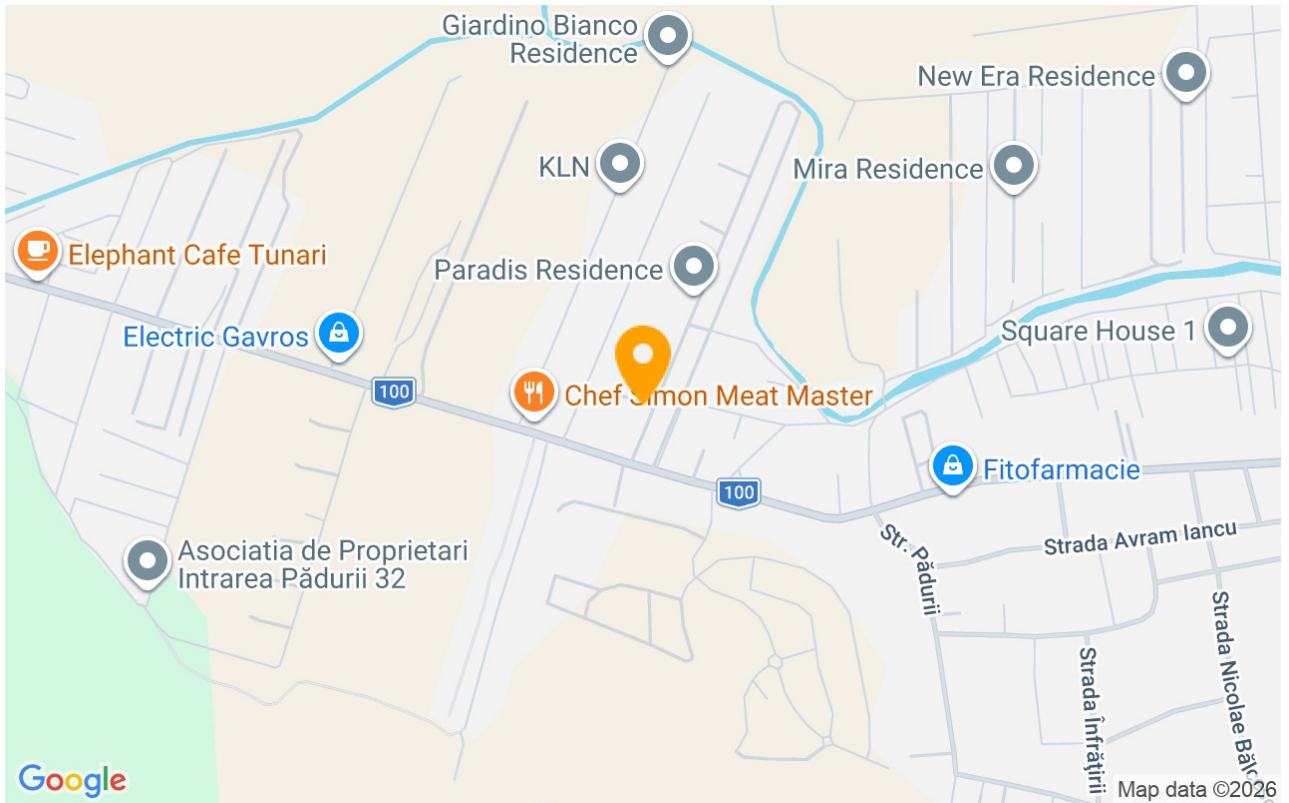 Giardino Bianco
Residence
New Era Residence
KLN
Mira Residence
Elephant Cafe Tunari
Paradis Residence
Electric Gavros
Square House 1
100
Chef Simon Meat Master
Fitofarmacie
100
Str. Pădurii
Strada Avram Iancu
Asociatia de Proprietari
Intrarea Pădurii 32
Strada Înfrățirii
Strada Nicolae
Google
Map data ©2026